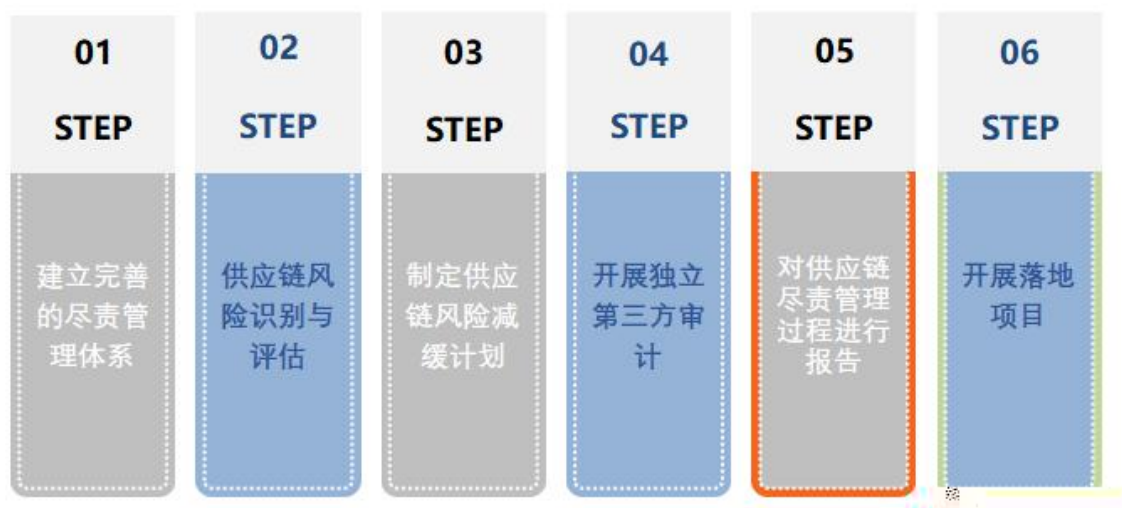 01
STEP
建立完善
的尽责管
理体系
02
STEP
供应链风
险识别与
评估
03
STEP
制定供应
链风险减
缓计划
04
STEP
开展独立
第三方审
计
05
STEP
对供应链
尽责管理
过程进行
报告
06
STEP
开展落地
项目